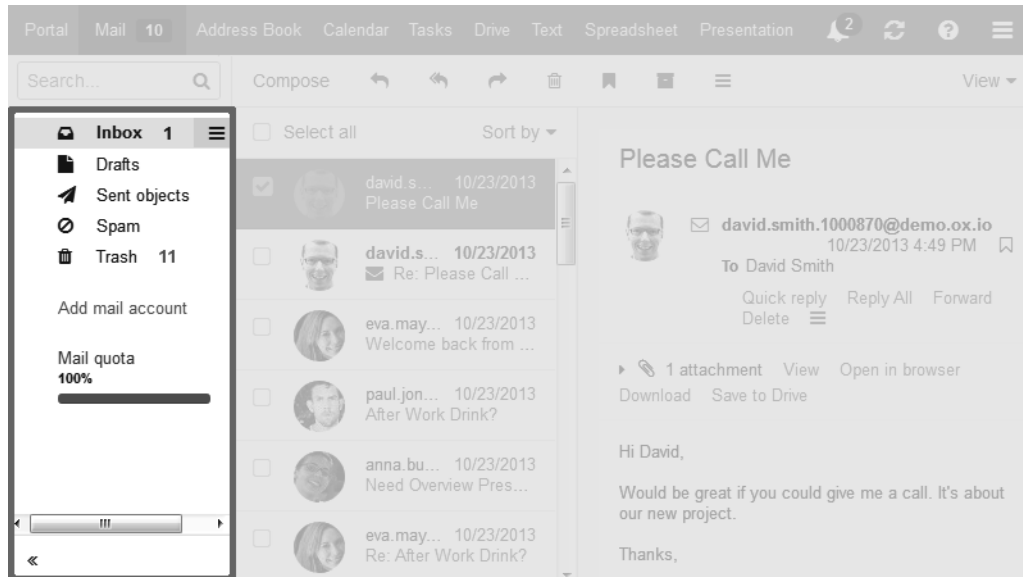 Portal Mail 10 Address Book Calendar Tasks Drive Text Spreadsheet Presentation 2
Search... Compose View
Inbox 1
Drafts
Sent objects
Spam
Trash 11
Add mail account
Mail quota
100%
Select all Sort by
david.s... 10/23/2013
Please Call Me
david.s... 10/23/2013
Re: Please Call ...
eva.may... 10/23/2013
Welcome back from ...
paul.jon... 10/23/2013
After Work Drink?
anna.bu... 10/23/2013
Need Overview Pres...
eva.may... 10/23/2013
Re: After Work Drink?
Please Call Me
david.smith.1000870@demo.ox.io
10/23/2013 4:49 PM
To David Smith
Quick reply Reply All Forward
Delete
1 attachment View Open in browser
Download Save to Drive
Hi David,
Would be great if you could give me a call. It's about
our new project.
Thanks,